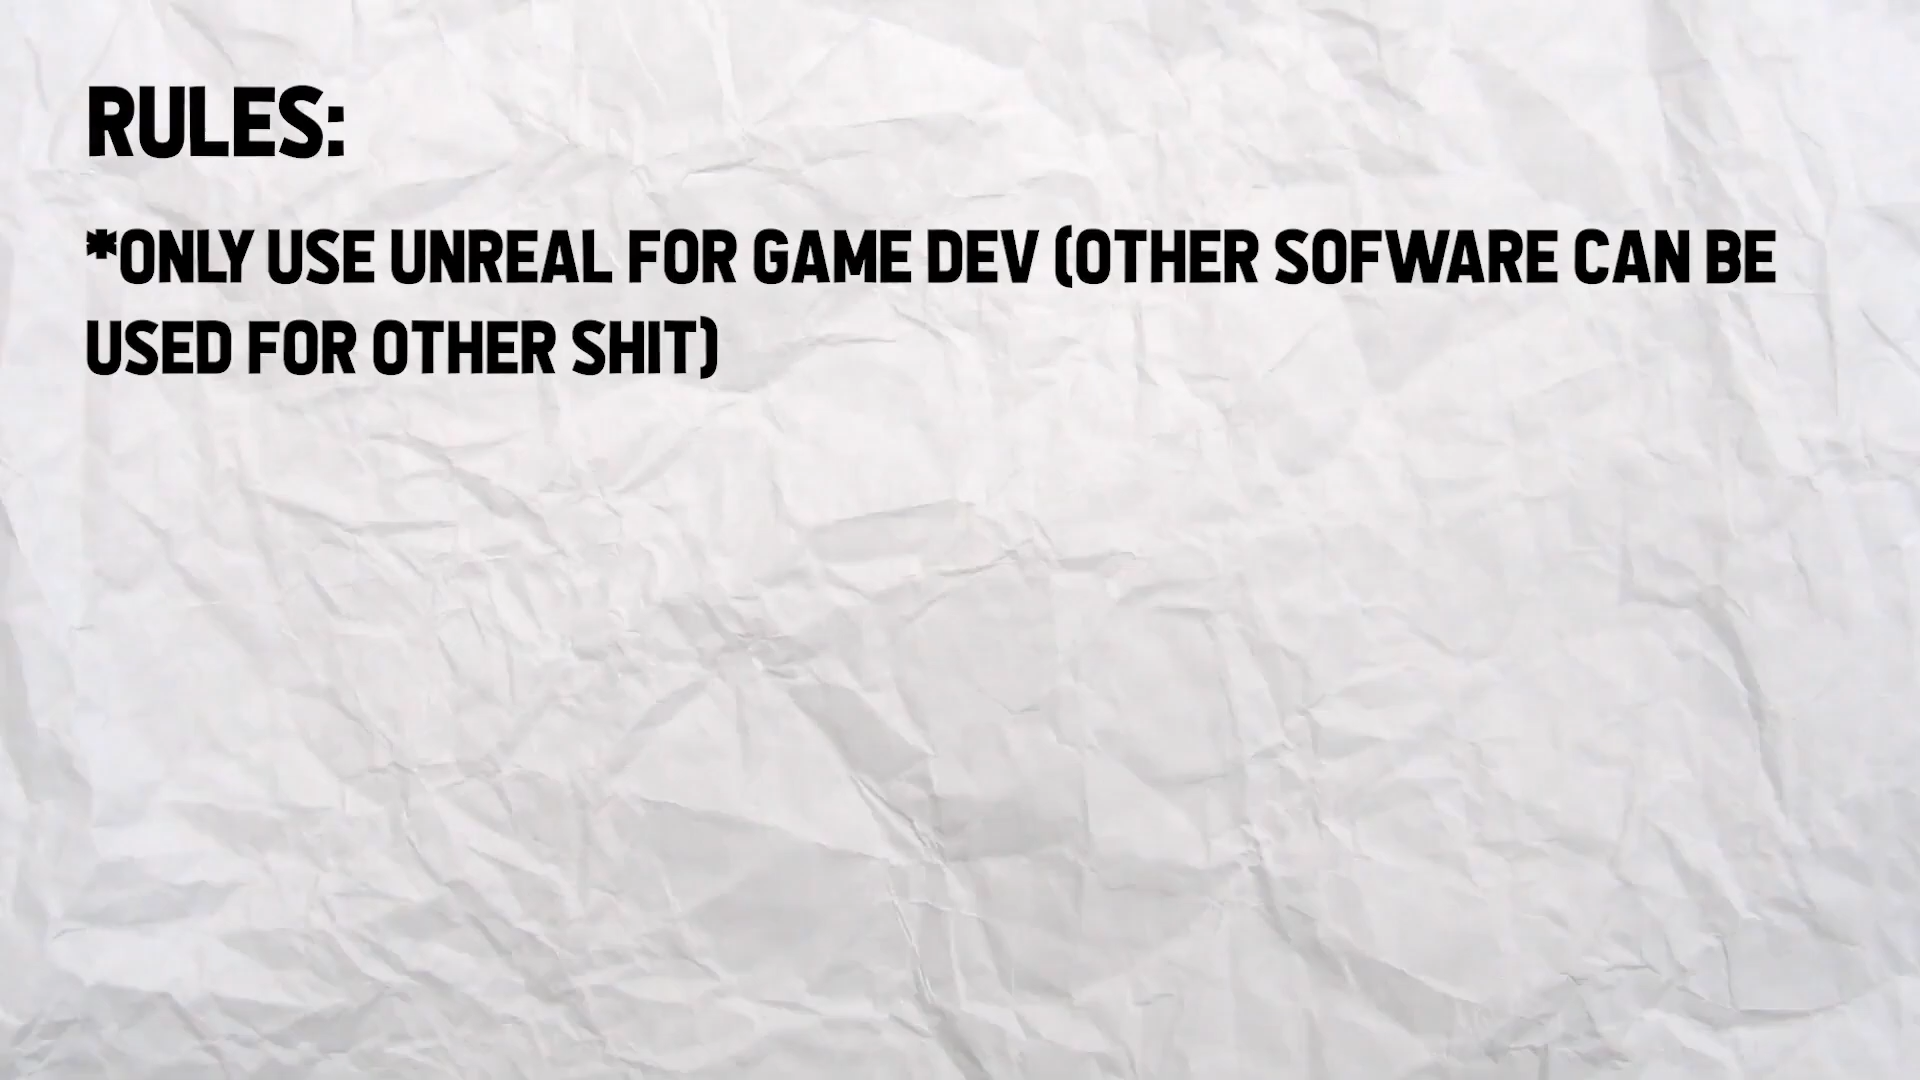 RULES:
*ONLY USE UNREAL FOR GAME DEV (OTHER SOFWARE CAN BE
USED FOR OTHER SHIT)